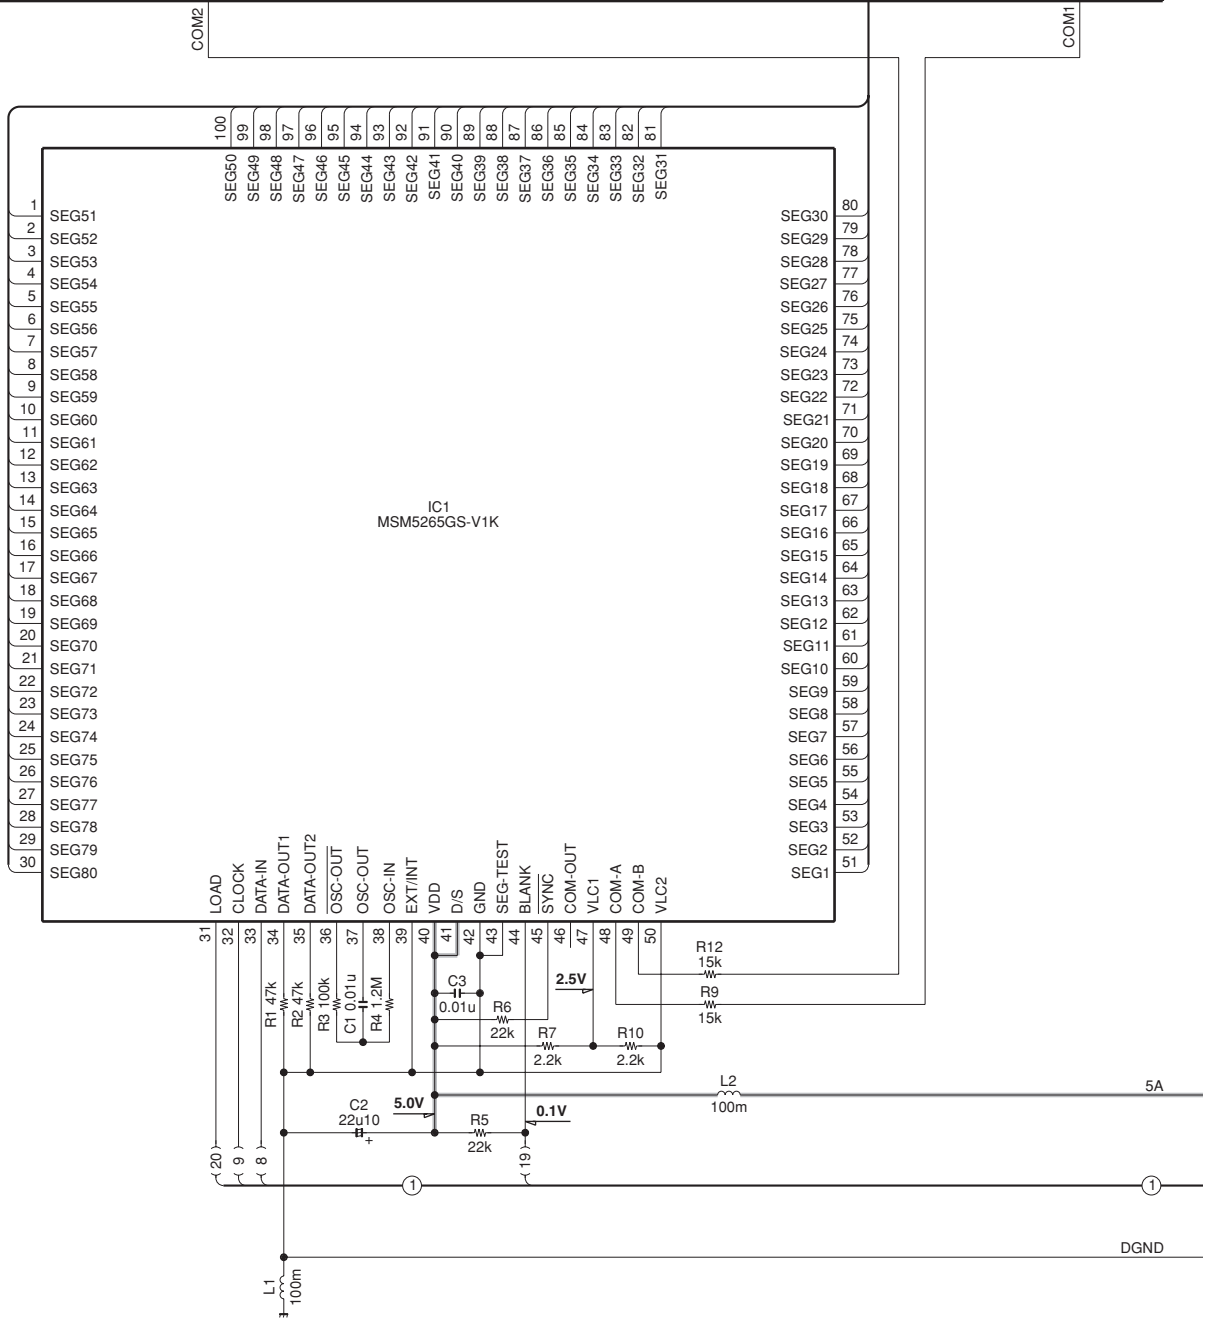 COM2
COM1
100
99
98
97
96
95
94
93
92
91
90
89
88
87
86
85
84
83
82
81
SEG50
SEG49
SEG48
SEG47
SEG46
SEG45
SEG44
SEG43
SEG42
SEG41
SEG40
SEG39
SEG38
SEG37
SEG36
SEG35
SEG34
SEG33
SEG32
SEG31
1 SEG51
2 SEG52
3 SEG53
4 SEG54
5 SEG55
6 SEG56
7 SEG57
8 SEG58
9 SEG59
10 SEG60
11 SEG61
12 SEG62
13 SEG63
14 SEG64
15 SEG65
16 SEG66
17 SEG67
18 SEG68
19 SEG69
20 SEG70
21 SEG71
22 SEG72
23 SEG73
24 SEG74
25 SEG75
26 SEG76
27 SEG77
28 SEG78
29 SEG79
30 SEG80
IC1
MSM5265GS-V1K
SEG30 80
SEG29 79
SEG28 78
SEG27 77
SEG26 76
SEG25 75
SEG24 74
SEG23 73
SEG22 72
SEG21 71
SEG20 70
SEG19 69
SEG18 68
SEG17 67
SEG16 66
SEG15 65
SEG14 64
SEG13 63
SEG12 62
SEG11 61
SEG10 60
SEG9 59
SEG8 58
SEG7 57
SEG6 56
SEG5 55
SEG4 54
SEG3 53
SEG2 52
SEG1 51
LOAD
CLOCK
DATA-IN
DATA-OUT1
DATA-OUT2
OSC-OUT
OSC-OUT
OSC-IN
EXT/INT
VDD
D/S
GND
SEG-TEST
BLANK
SYNC
COM-OUT
VLC1
COM-A
COM-B
VLC2
31
32
33
34
35
36
37
38
39
40
41
42
43
44
45
46
47
48
49
50
R1 47k
R2 47k
R3 100k
C1 0.01u
R4 1.2M
C3
0.01u
R6
22k
2.5V
R7
2.2k
R10
2.2k
R12
15k
R9
15k
L2
100m
5A
C2
22u10
+
5.0V
R5
22k
0.1V
20
9
8
19
1
1
DGND
L1
100m